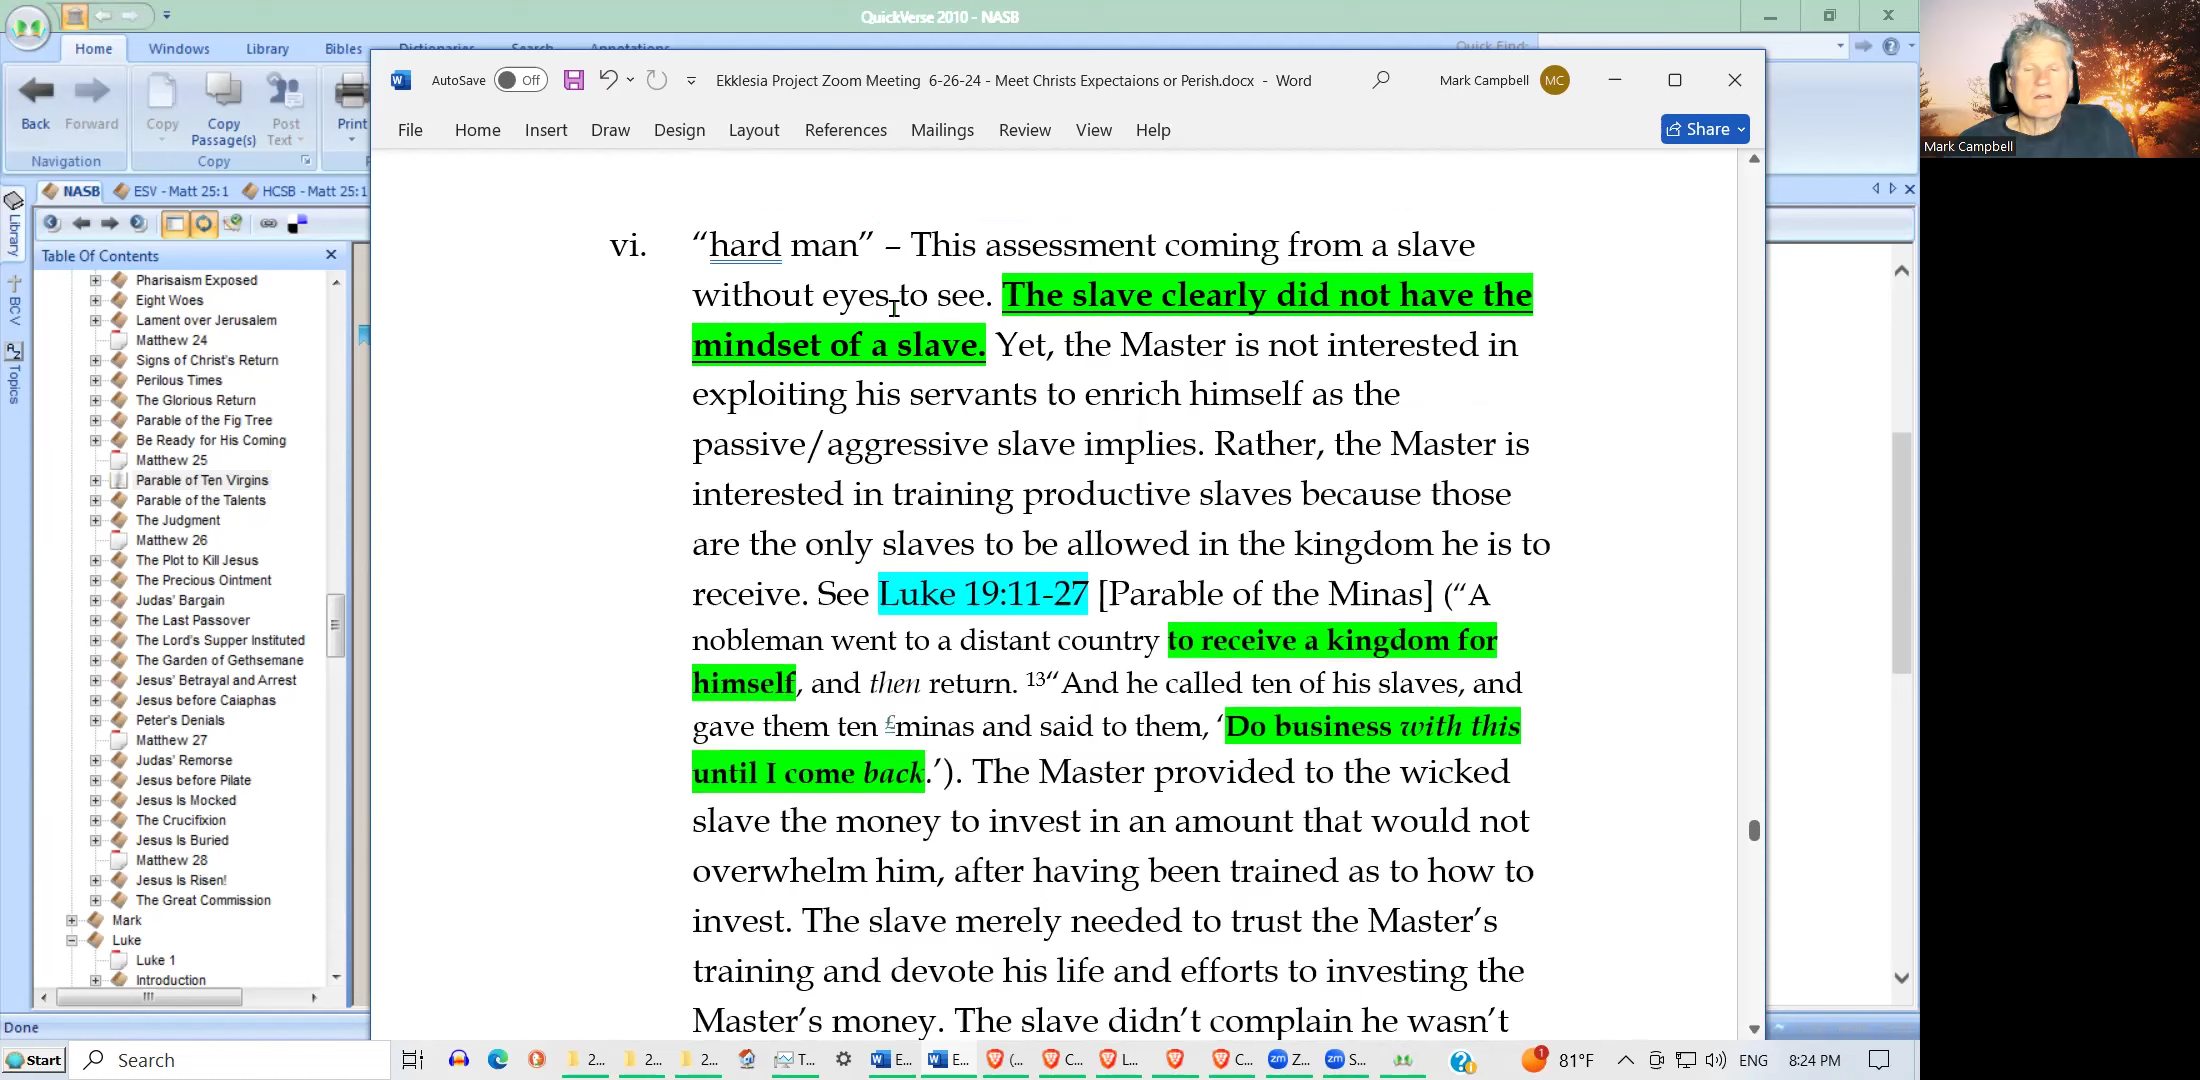 QuickVerse 2010 - NASB
Home Windows Library Bibles Dictionaries Search Annotations Quick Find:
Back Forward Copy Copy Passage(s) Post Text Print
Navigation Copy
NASB ESV - Matt 25:1 HCSB - Matt 25:1
Library
BCV
Topics
Table Of Contents
Pharisaism Exposed
Eight Woes
Lament over Jerusalem
Matthew 24
Signs of Christ's Return
Perilous Times
The Glorious Return
Parable of the Fig Tree
Be Ready for His Coming
Matthew 25
Parable of Ten Virgins
Parable of the Talents
The Judgment
Matthew 26
The Plot to Kill Jesus
The Precious Ointment
Judas' Bargain
The Last Passover
The Lord's Supper Instituted
The Garden of Gethsemane
Jesus' Betrayal and Arrest
Jesus before Caiaphas
Peter's Denials
Matthew 27
Judas' Remorse
Jesus before Pilate
Jesus Is Mocked
The Crucifixion
Jesus Is Buried
Matthew 28
Jesus Is Risen!
The Great Commission
Mark
Luke
Luke 1
Introduction
Done
AutoSave Off Ekklesia Project Zoom Meeting 6-26-24 - Meet Christs Expectaions or Perish.docx - Word Mark Campbell MC
File Home Insert Draw Design Layout References Mailings Review View Help Share
vi. “hard man” – This assessment coming from a slave
without eyes to see. The slave clearly did not have the
mindset of a slave. Yet, the Master is not interested in
exploiting his servants to enrich himself as the
passive/aggressive slave implies. Rather, the Master is
interested in training productive slaves because those
are the only slaves to be allowed in the kingdom he is to
receive. See Luke 19:11-27 [Parable of the Minas] (“A
nobleman went to a distant country to receive a kingdom for
himself, and then return. 13“And he called ten of his slaves, and
gave them ten £minas and said to them, ‘Do business with this
until I come back.’). The Master provided to the wicked
slave the money to invest in an amount that would not
overwhelm him, after having been trained as to how to
invest. The slave merely needed to trust the Master’s
training and devote his life and efforts to investing the
Master’s money. The slave didn’t complain he wasn’t
Mark Campbell
Start Search 2... 2... 2... T... E... E... (... C... L... C... zm Z... zm S... 1 81°F ENG 8:24 PM